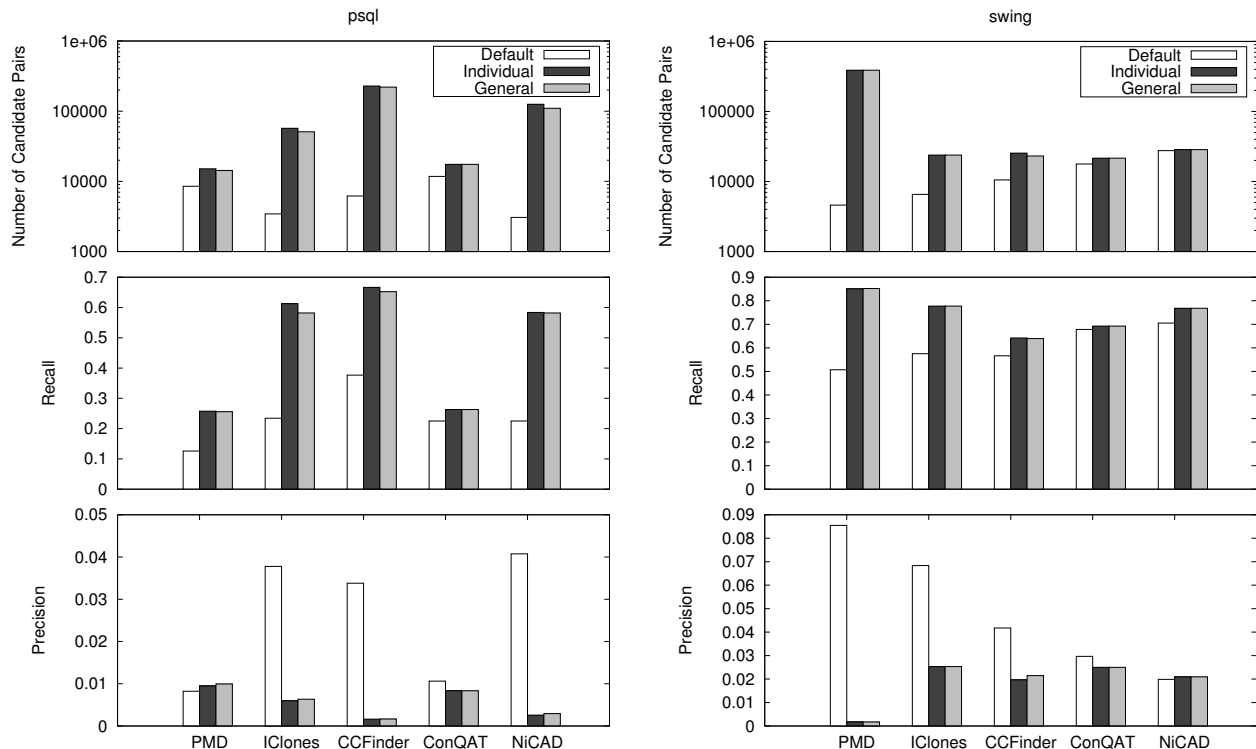 psql
Number of Candidate Pairs
1e+06
100000
10000
1000
Default
Individual
General
Recall
0.7
0.6
0.5
0.4
0.3
0.2
0.1
0
Precision
0.05
0.04
0.03
0.02
0.01
0
PMD IClones CCFinder ConQAT NiCAD
swing
Number of Candidate Pairs
1e+06
100000
10000
1000
Default
Individual
General
Recall
0.9
0.8
0.7
0.6
0.5
0.4
0.3
0.2
0.1
0
Precision
0.09
0.08
0.07
0.06
0.05
0.04
0.03
0.02
0.01
0
PMD IClones CCFinder ConQAT NiCAD